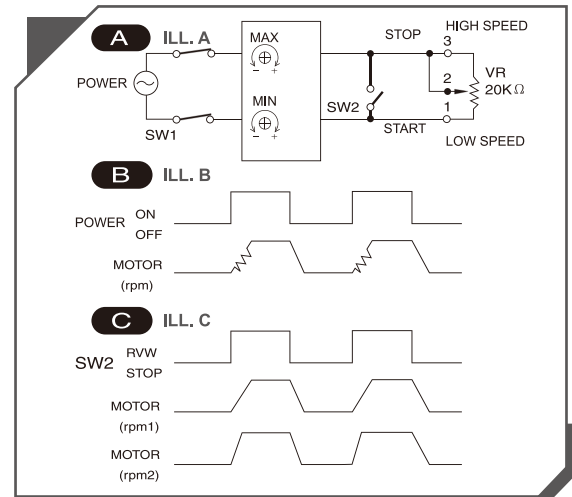 A ILL. A
MAX
- +
MIN
- +
POWER
SW1
SW2
STOP
START
HIGH SPEED
3
2
1
VR
20KΩ
LOW SPEED
B ILL. B
POWER ON
OFF
MOTOR
(rpm)
C ILL. C
SW2 RVW
STOP
MOTOR
(rpm1)
MOTOR
(rpm2)